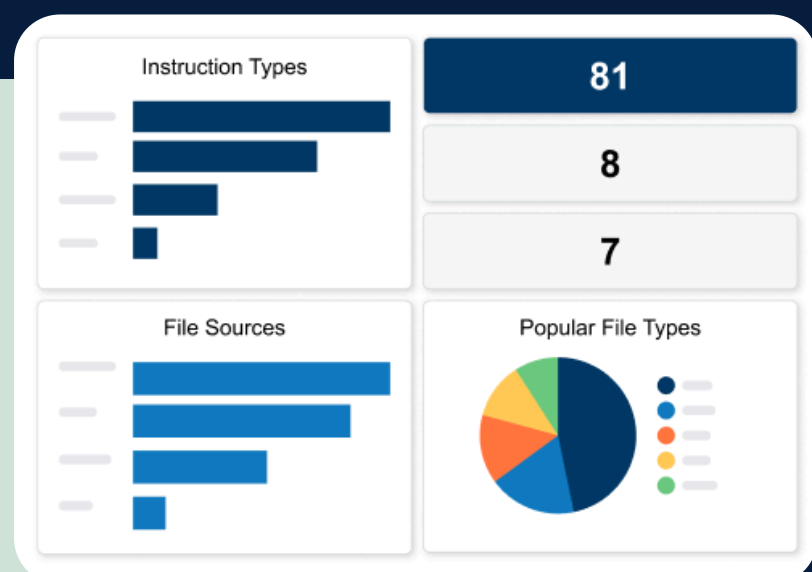 Instruction Types
81
8
7
File Sources
Popular File Types